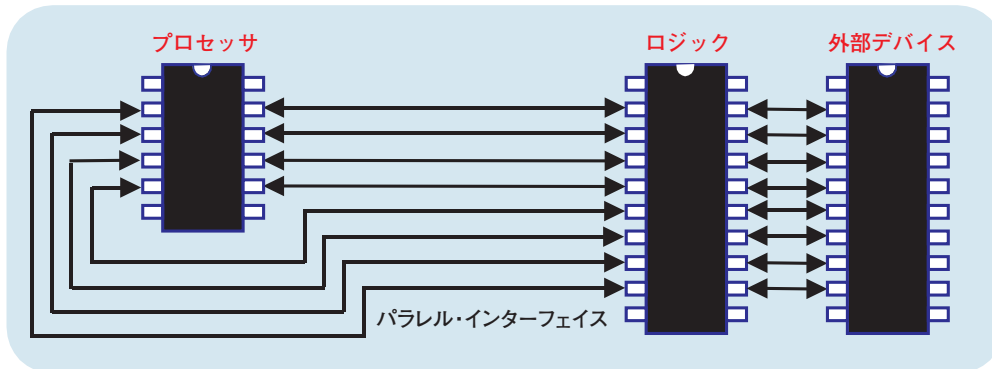 プロセッサ
ロジック
外部デバイス
パラレル・インターフェイス